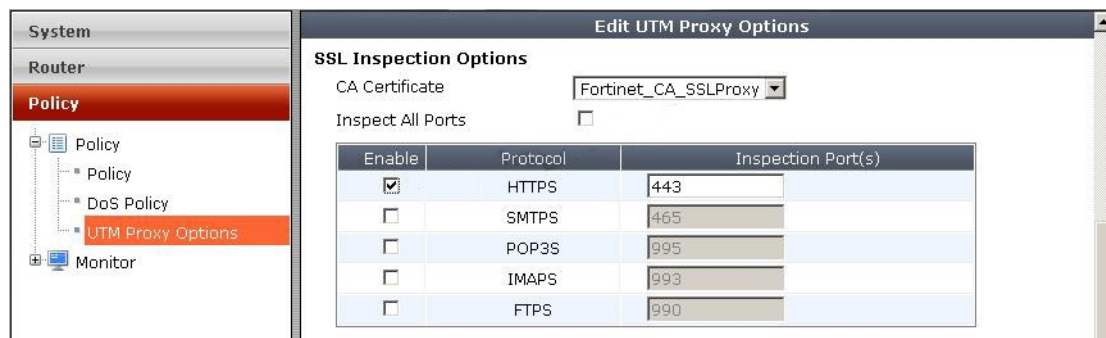 System
Router
Policy
Policy
Policy
DoS Policy
UTM Proxy Options
Monitor
Edit UTM Proxy Options
SSL Inspection Options
CA Certificate Fortinet_CA_SSLProxy
Inspect All Ports
Enable Protocol Inspection Port(s)
HTTPS 443
SMTPS 465
POP3S 995
IMAPS 993
FTPS 990